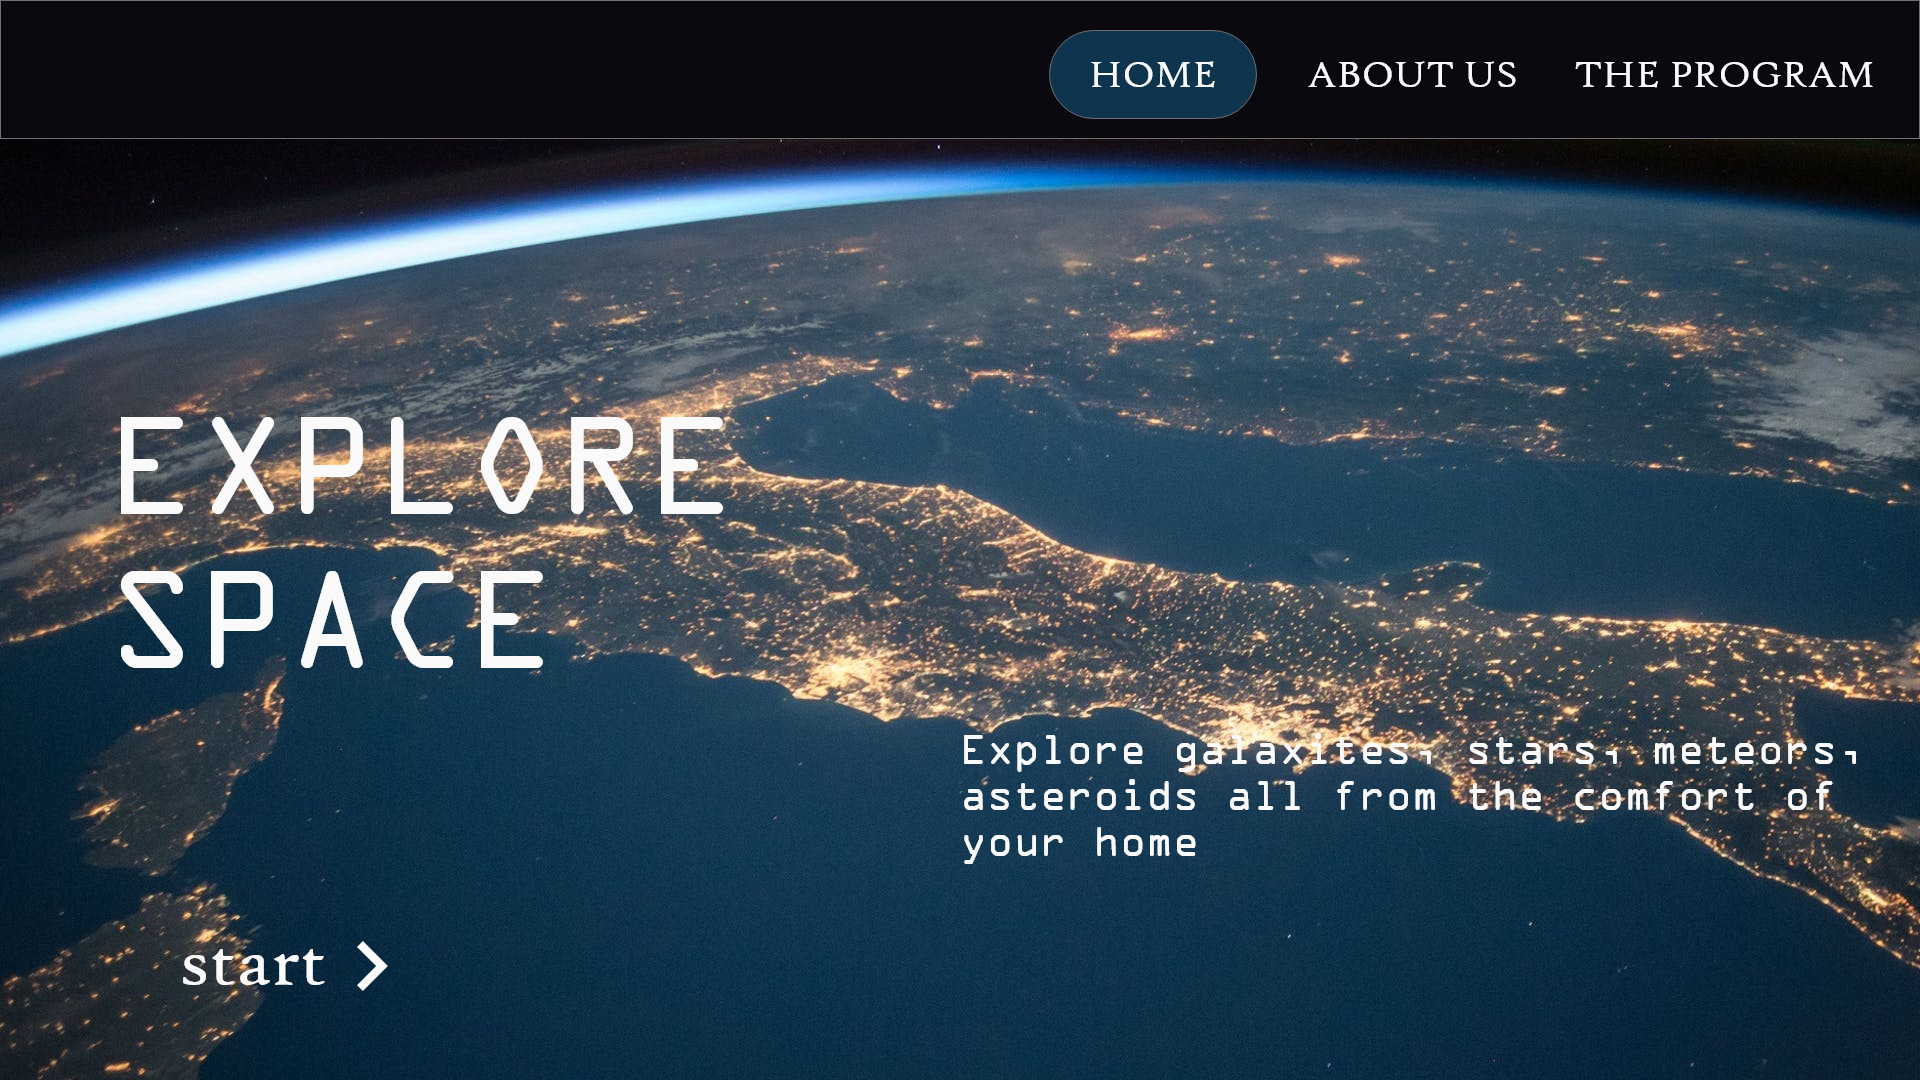 HOME ABOUT US THE PROGRAM
EXPLORE
SPACE
Explore galaxites, stars, meteors,
asteroids all from the comfort of
your home
start